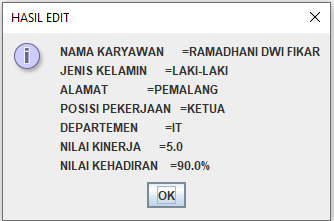 HASIL EDIT
NAMA KARYAWAN =RAMADHANI DWI FIKAR
JENIS KELAMIN =LAKI-LAKI
ALAMAT =PEMALANG
POSISI PEKERJAAN =KETUA
DEPARTEMEN =IT
NILAI KINERJA =5.0
NILAI KEHADIRAN =90.0%
OK